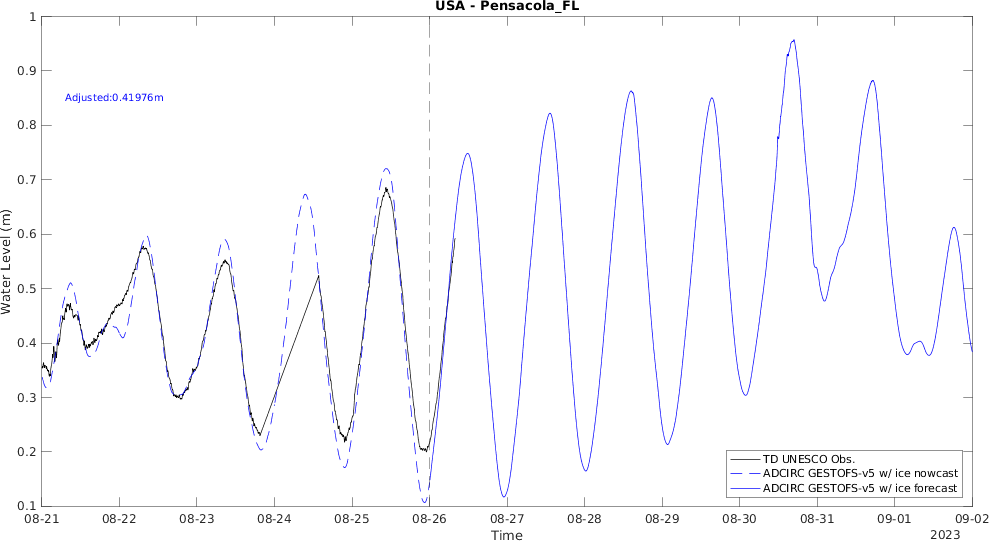 USA - Pensacola_FL
1
0.9
Adjusted:0.41976m
0.8
0.7
0.6
0.5
0.4
0.3
0.2
0.1
Water Level (m)
TD UNESCO Obs.
ADCIRC GESTOFS-v5 w/ ice nowcast
ADCIRC GESTOFS-v5 w/ ice forecast
08-21 08-22 08-23 08-24 08-25 08-26 08-27 08-28 08-29 08-30 08-31 09-01 09-02
Time
2023